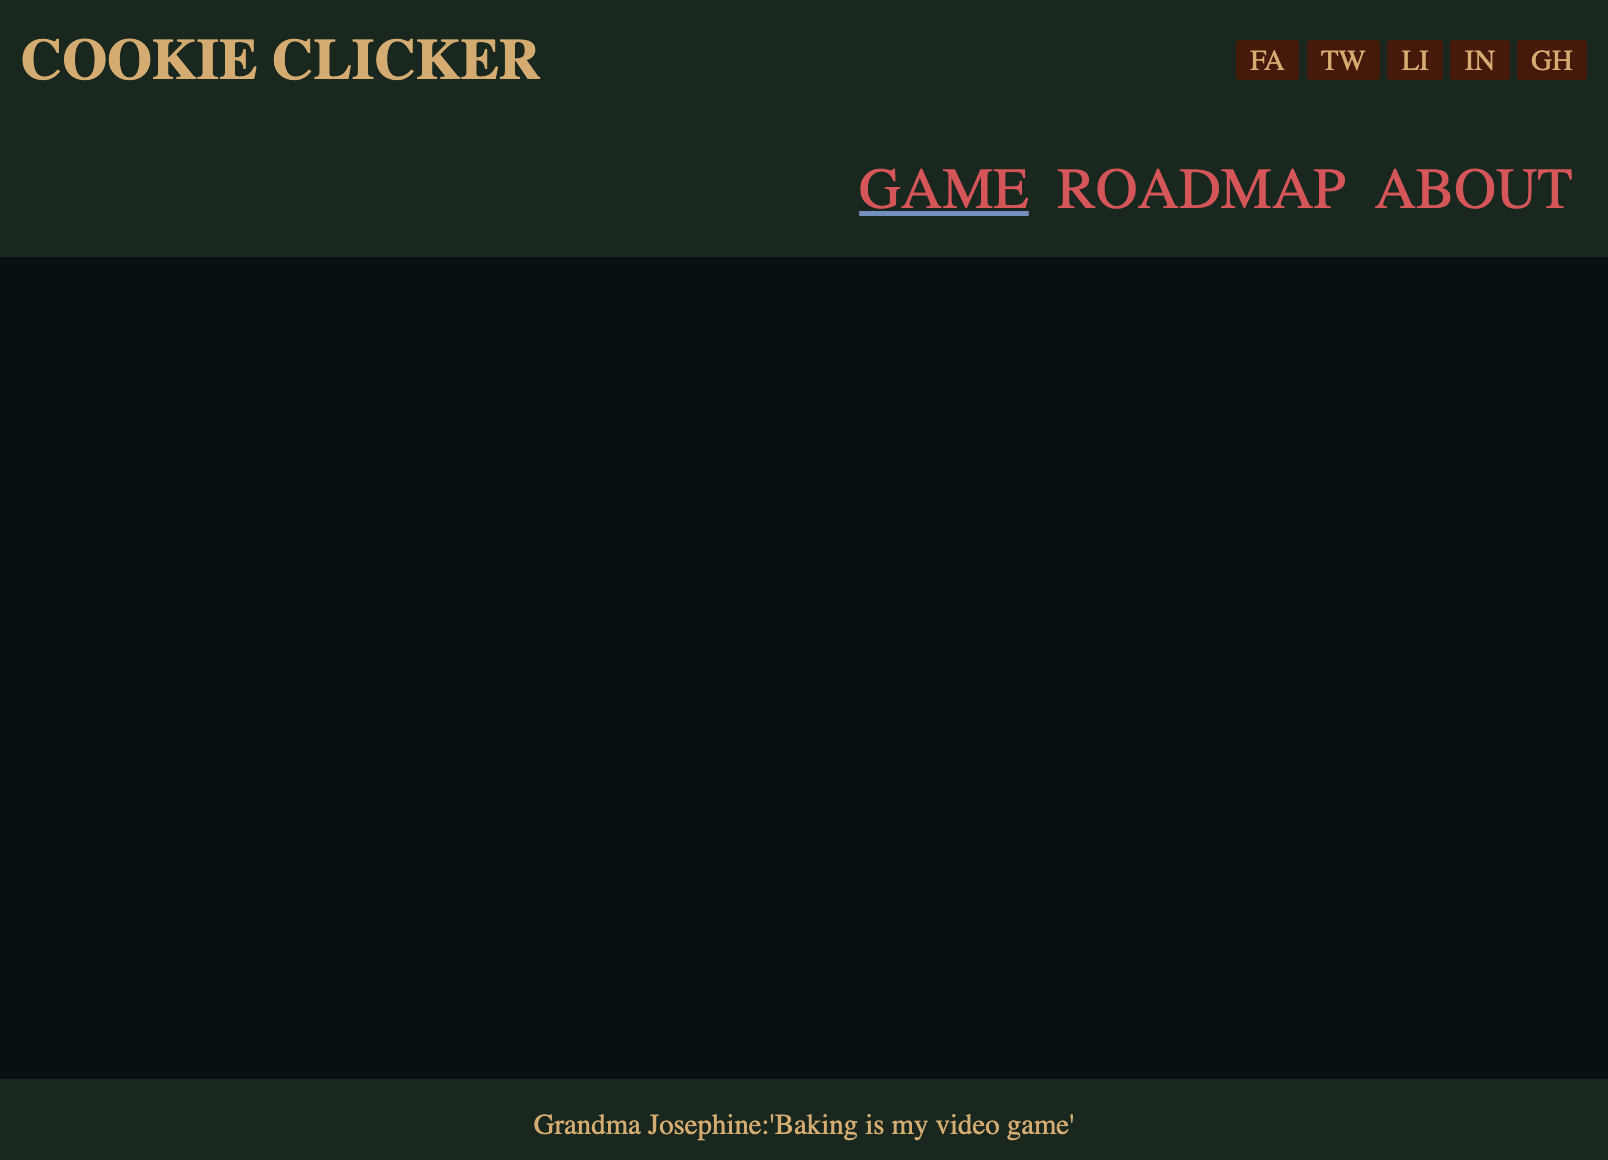 COOKIE CLICKER
FA TW LI IN GH
GAME ROADMAP ABOUT
Grandma Josephine:'Baking is my video game'